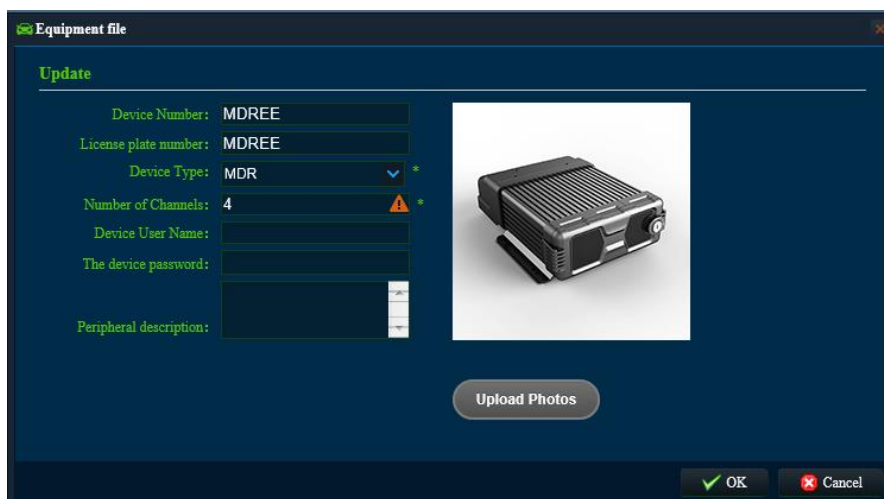 Equipment file
Update
Device Number: MDREE
License plate number: MDREE
Device Type: MDR *
Number of Channels: 4 *
Device User Name:
The device password:
Peripheral description:
Upload Photos
OK Cancel